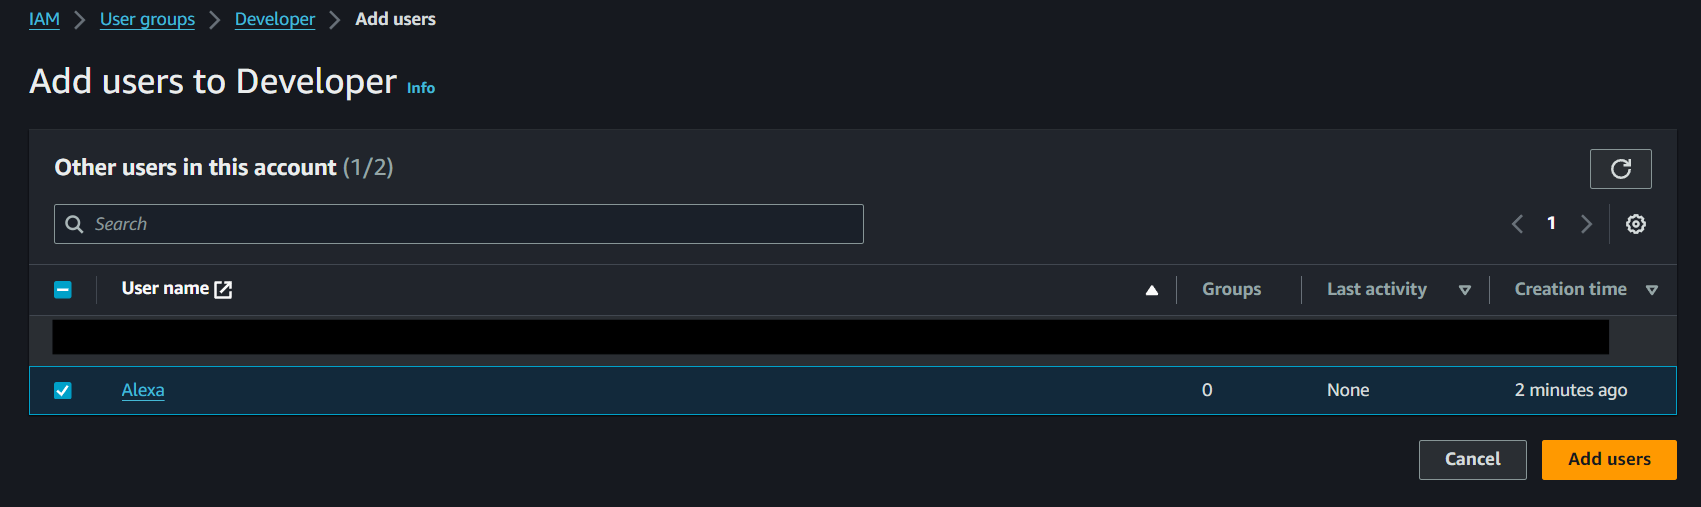 IAM > User groups > Developer > Add users
Add users to Developer Info
Other users in this account (1/2)
Search
1
User name Groups Last activity Creation time
Alexa 0 None 2 minutes ago
Cancel Add users